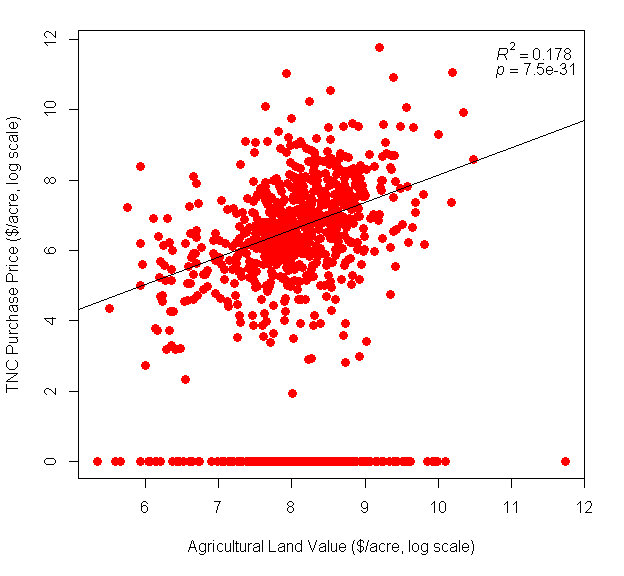 R2 = 0.178
p = 7.5e-31
TNC Purchase Price ($/acre, log scale)
12
10
8
6
4
2
0
6 7 8 9 10 11 12
Agricultural Land Value ($/acre, log scale)